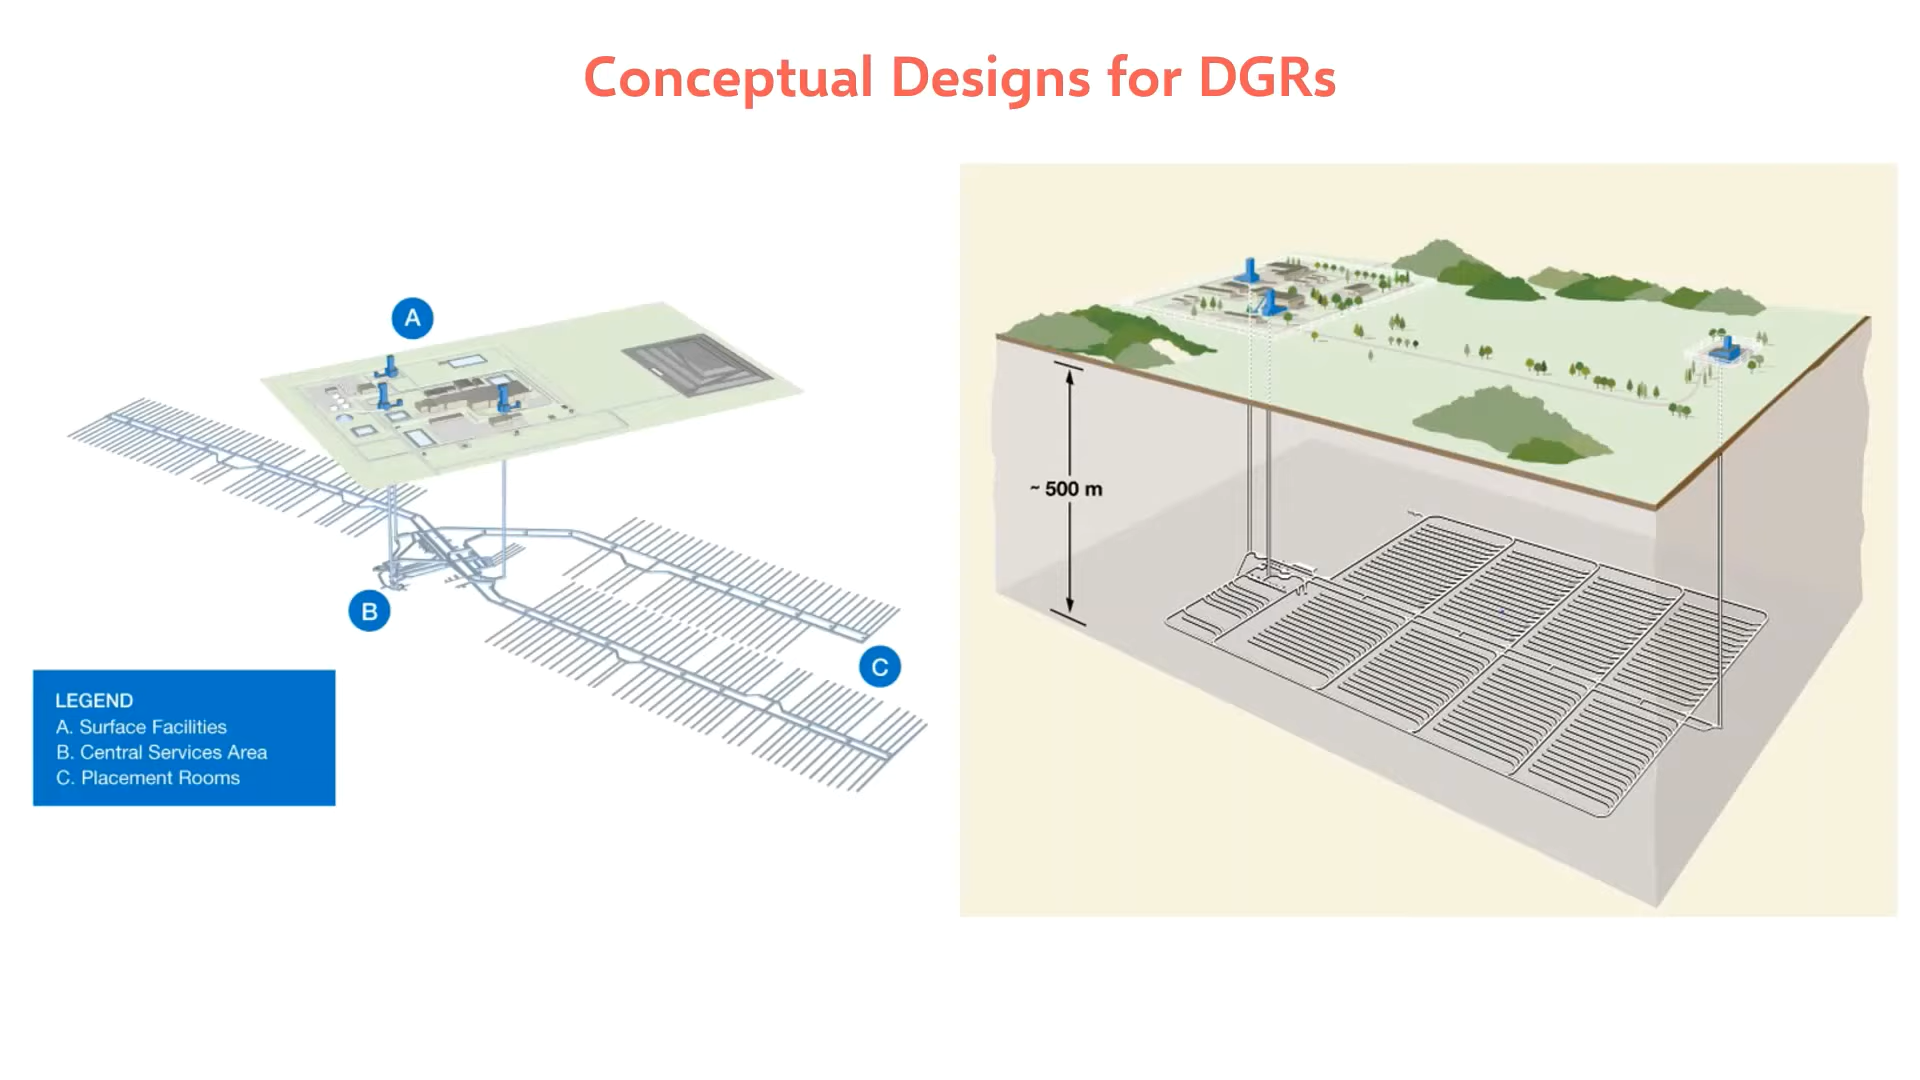 Conceptual Designs for DGRs
A
B
C
LEGEND
A. Surface Facilities
B. Central Services Area
C. Placement Rooms
~ 500 m